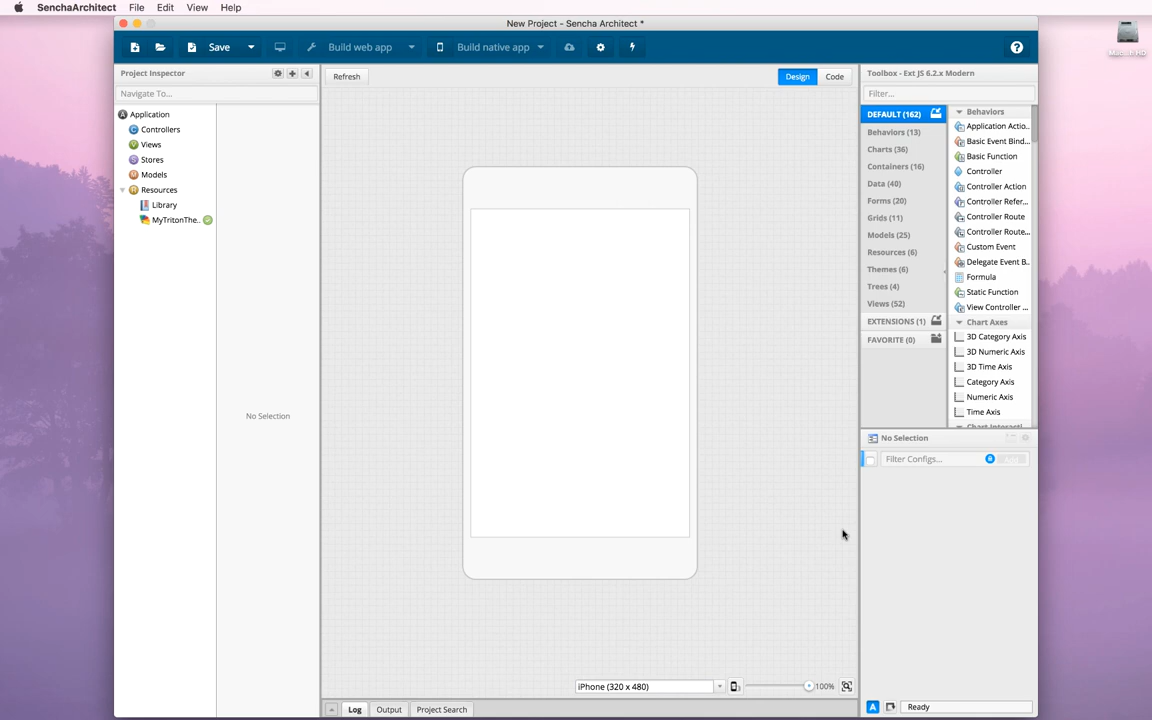 SenchaArchitect File Edit View Help
New Project - Sencha Architect *
Save Build web app Build native app
Project Inspector
Navigate To...
Application
Controllers
Views
Stores
Models
Resources
Library
MyTritonThe..
No Selection
Refresh
Design Code
iPhone (320 x 480)
100%
Log Output Project Search
Toolbox - Ext JS 6.2.x Modern
Filter...
DEFAULT (162)
Behaviors (13)
Charts (36)
Containers (16)
Data (40)
Forms (20)
Grids (11)
Models (25)
Resources (6)
Themes (6)
Trees (4)
Views (52)
EXTENSIONS (1)
FAVORITE (0)
Behaviors
Application Actio..
Basic Event Bind...
Basic Function
Controller
Controller Action
Controller Refer...
Controller Route
Controller Route...
Custom Event
Delegate Event B..
Formula
Static Function
View Controller ...
Chart Axes
3D Category Axis
3D Numeric Axis
3D Time Axis
Category Axis
Numeric Axis
Time Axis
No Selection
Filter Configs...
Ready